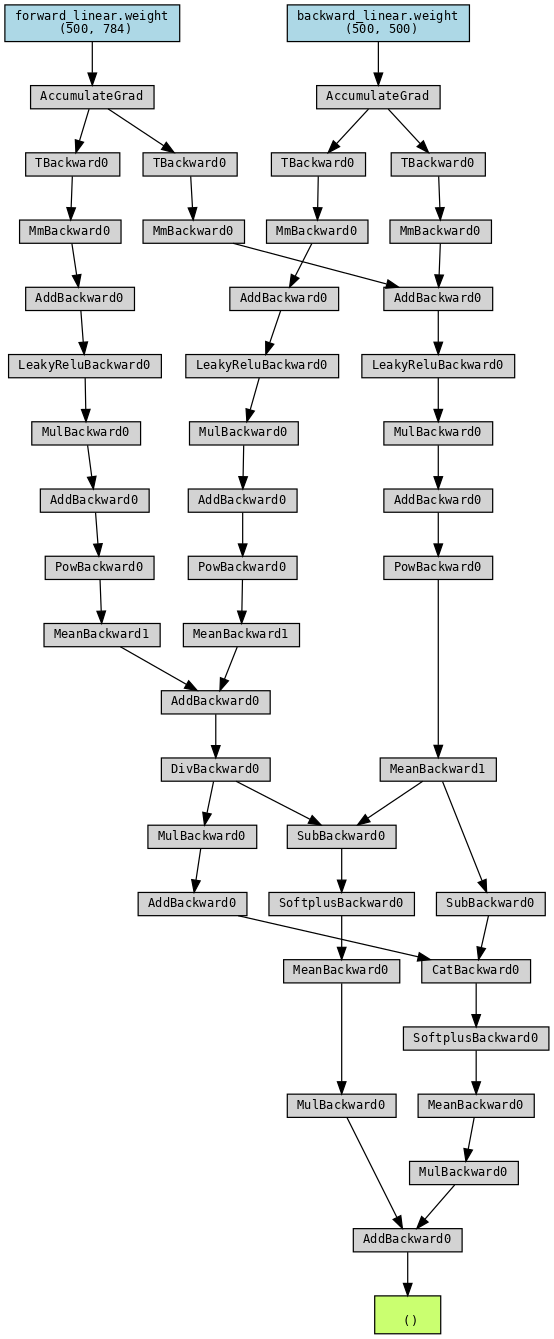 forward_linear.weight
(500, 784)
backward_linear.weight
(500, 500)
AccumulateGrad
AccumulateGrad
TBackward0
TBackward0
TBackward0
TBackward0
MmBackward0
MmBackward0
MmBackward0
MmBackward0
AddBackward0
AddBackward0
AddBackward0
LeakyReluBackward0
LeakyReluBackward0
LeakyReluBackward0
MulBackward0
MulBackward0
MulBackward0
AddBackward0
AddBackward0
AddBackward0
PowBackward0
PowBackward0
PowBackward0
MeanBackward1
MeanBackward1
AddBackward0
DivBackward0
MeanBackward1
MulBackward0
SubBackward0
AddBackward0
SoftplusBackward0
SubBackward0
MeanBackward0
CatBackward0
SoftplusBackward0
MulBackward0
MeanBackward0
MulBackward0
AddBackward0
()